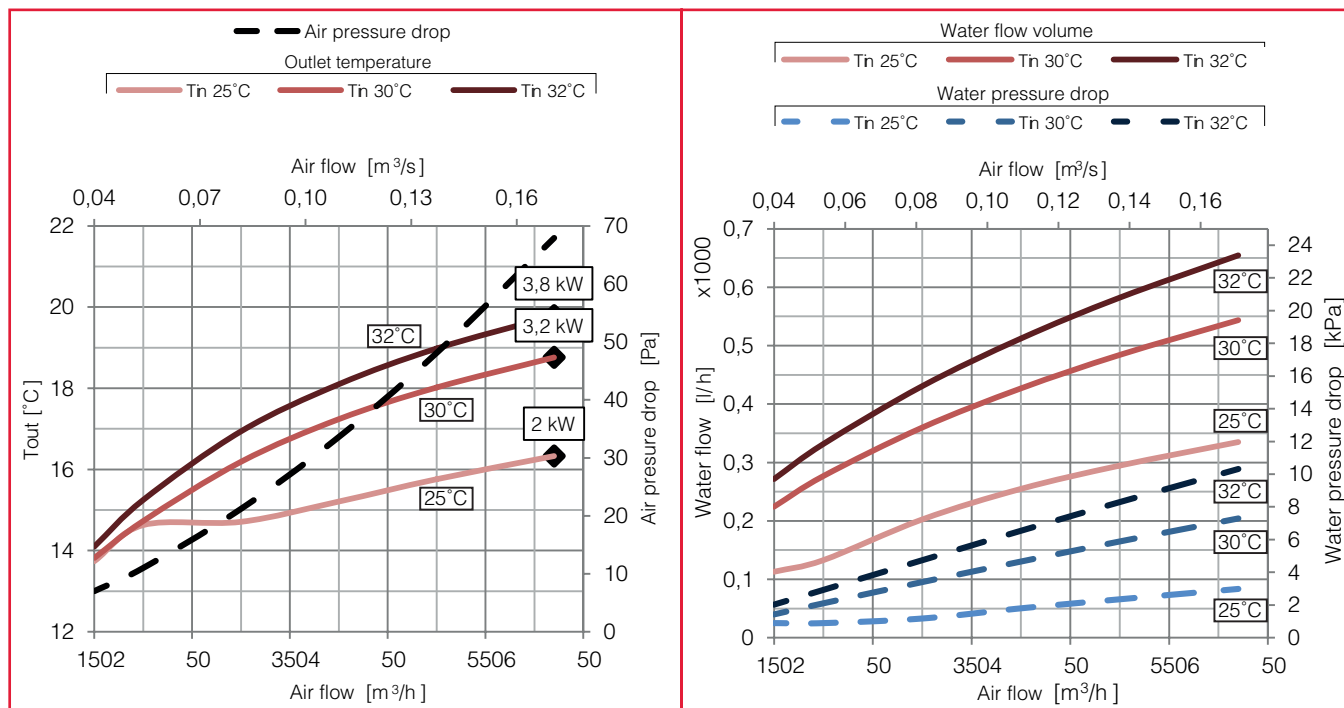 Air pressure drop
Outlet temperature
Tin 25°C Tin 30°C Tin 32°C
Air flow [m³/s]
0,04 0,07 0,10 0,13 0,16
22 20 18 16 14 12
Tout [°C]
70 60 50 40 30 20 10 0
Air pressure drop [Pa]
3,8 kW
3,2 kW
2 kW
32°C
30°C
25°C
1502 50 3504 50 5506 50
Air flow [m³/h]
Water flow volume
Tin 25°C Tin 30°C Tin 32°C
Water pressure drop
Tin 25°C Tin 30°C Tin 32°C
Air flow [m³/s]
0,04 0,06 0,08 0,10 0,12 0,14 0,16
0,7 0,6 0,5 0,4 0,3 0,2 0,1 0
Water flow [l/h] x1000
24 22 20 18 16 14 12 10 8 6 4 2 0
Water pressure drop [kPa]
32°C
30°C
25°C
32°C
30°C
25°C
1502 50 3504 50 5506 50
Air flow [m³/h]